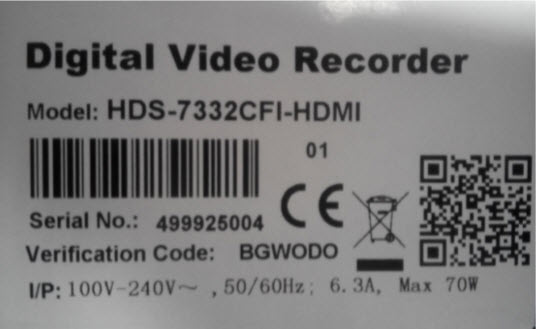 Digital Video Recorder
Model: HDS-7332CFI-HDMI
01
CE
Serial No.: 499925004
Verification Code: BGWODO
I/P: 100V-240V～ , 50/60Hz; 6.3A, Max 70W